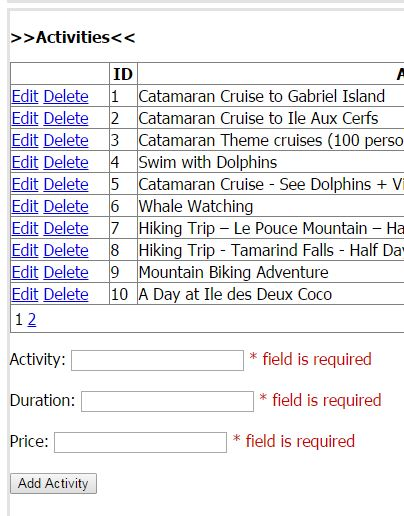 >>Activities<<
ID A
Edit Delete 1 Catamaran Cruise to Gabriel Island
Edit Delete 2 Catamaran Cruise to Ile Aux Cerfs
Edit Delete 3 Catamaran Theme cruises (100 perso
Edit Delete 4 Swim with Dolphins
Edit Delete 5 Catamaran Cruise - See Dolphins + Vi
Edit Delete 6 Whale Watching
Edit Delete 7 Hiking Trip – Le Pouce Mountain – Ha
Edit Delete 8 Hiking Trip - Tamarind Falls - Half Day
Edit Delete 9 Mountain Biking Adventure
Edit Delete 10 A Day at Ile des Deux Coco
1 2
Activity: * field is required
Duration: * field is required
Price: * field is required
Add Activity